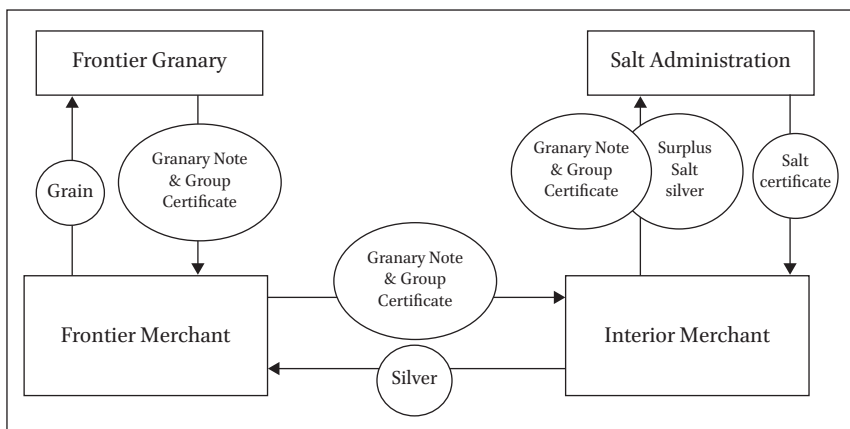 Frontier Granary
Salt Administration
Grain
Granary Note
& Group
Certificate
Granary Note
& Group
Certificate
Surplus
Salt
silver
Salt
certificate
Granary Note
& Group
Certificate
Frontier Merchant
Interior Merchant
Silver